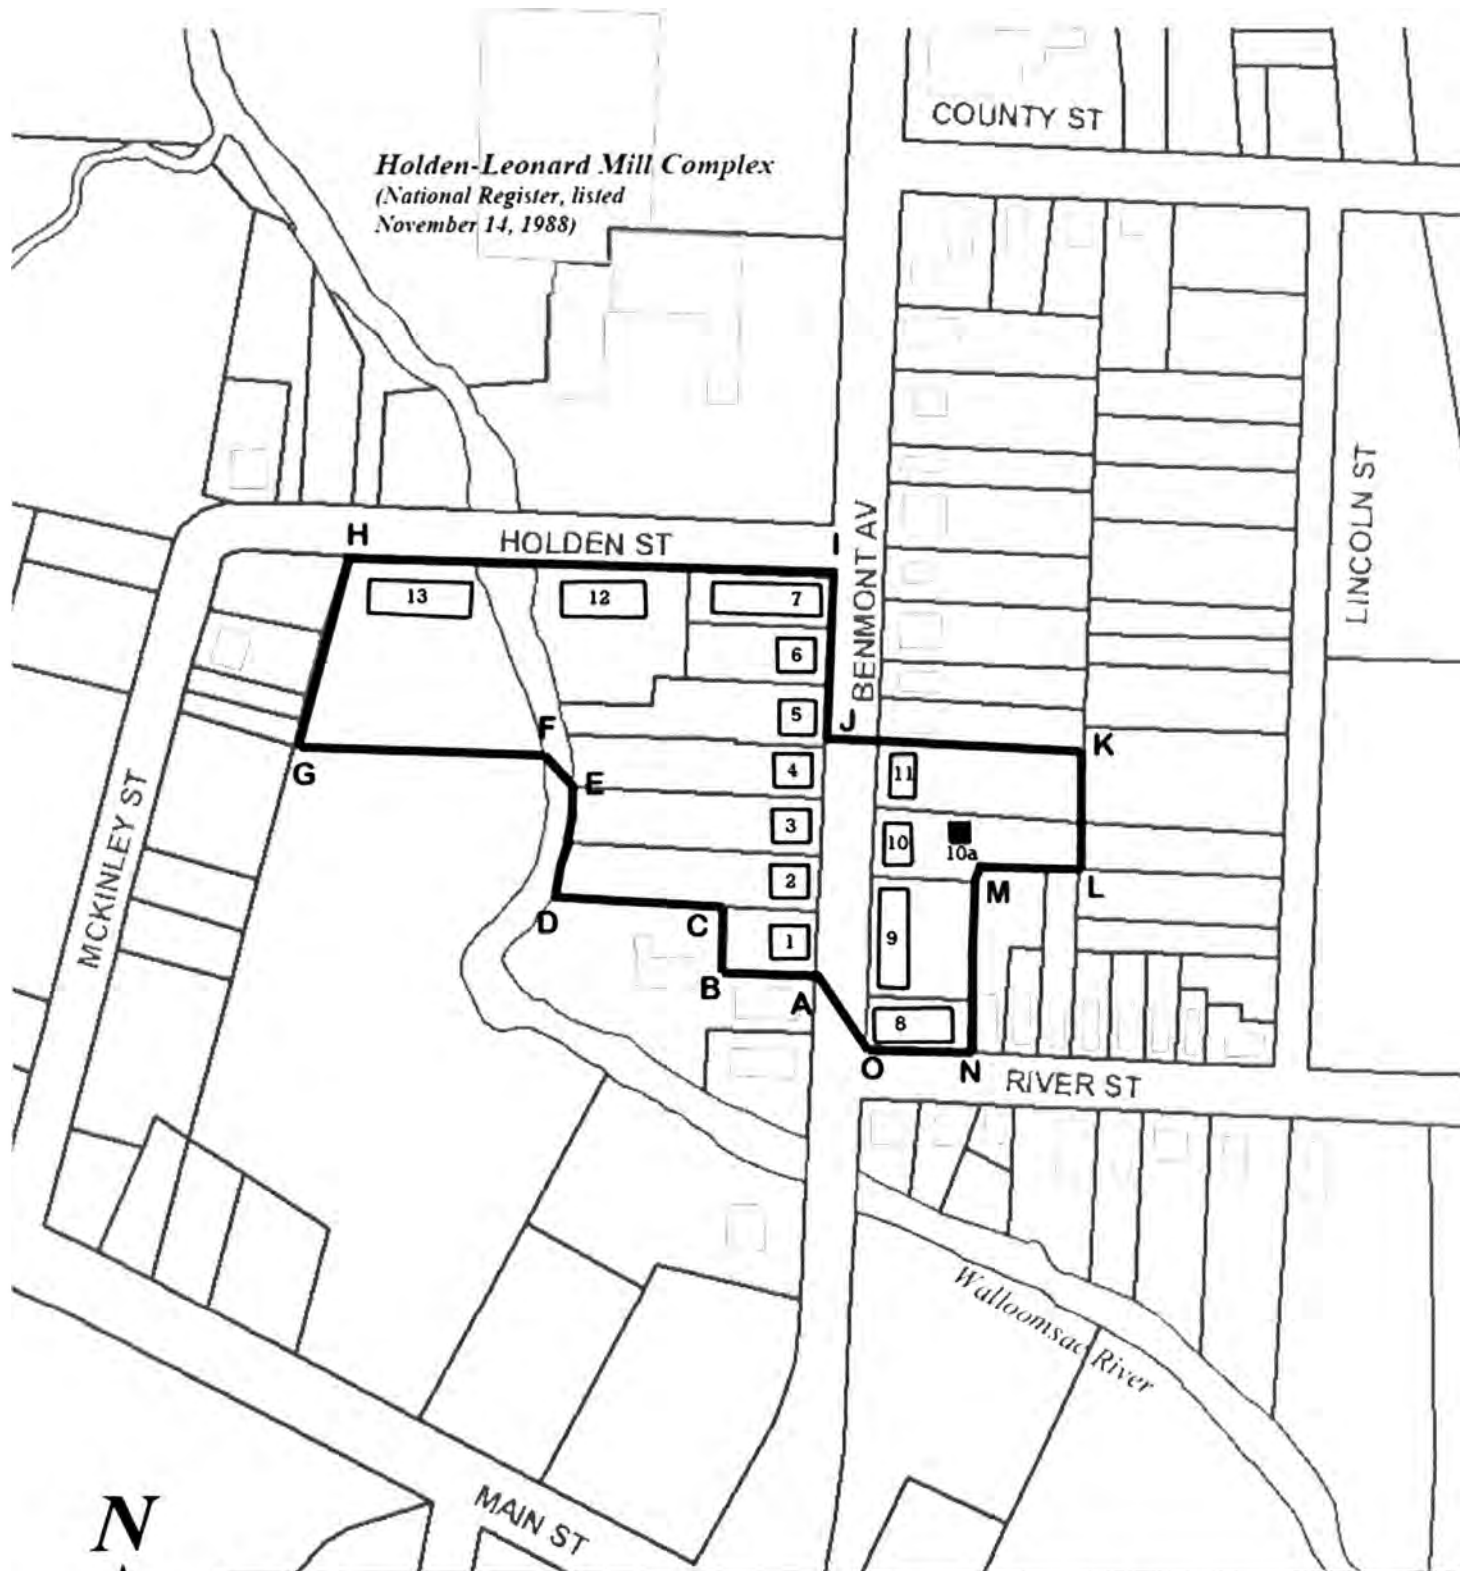 COUNTY ST
Holden-Leonard Mill Complex
(National Register, listed
November 14, 1988)
LINCOLN ST
BENMONT AV
H
HOLDEN ST
I
13
12
7
6
5
J
K
F
G
E
4
11
3
10
10a
MCKINLEY ST
2
M
L
D
C
1
9
B
A
8
O
N
RIVER ST
Walloomsac River
MAIN ST
N